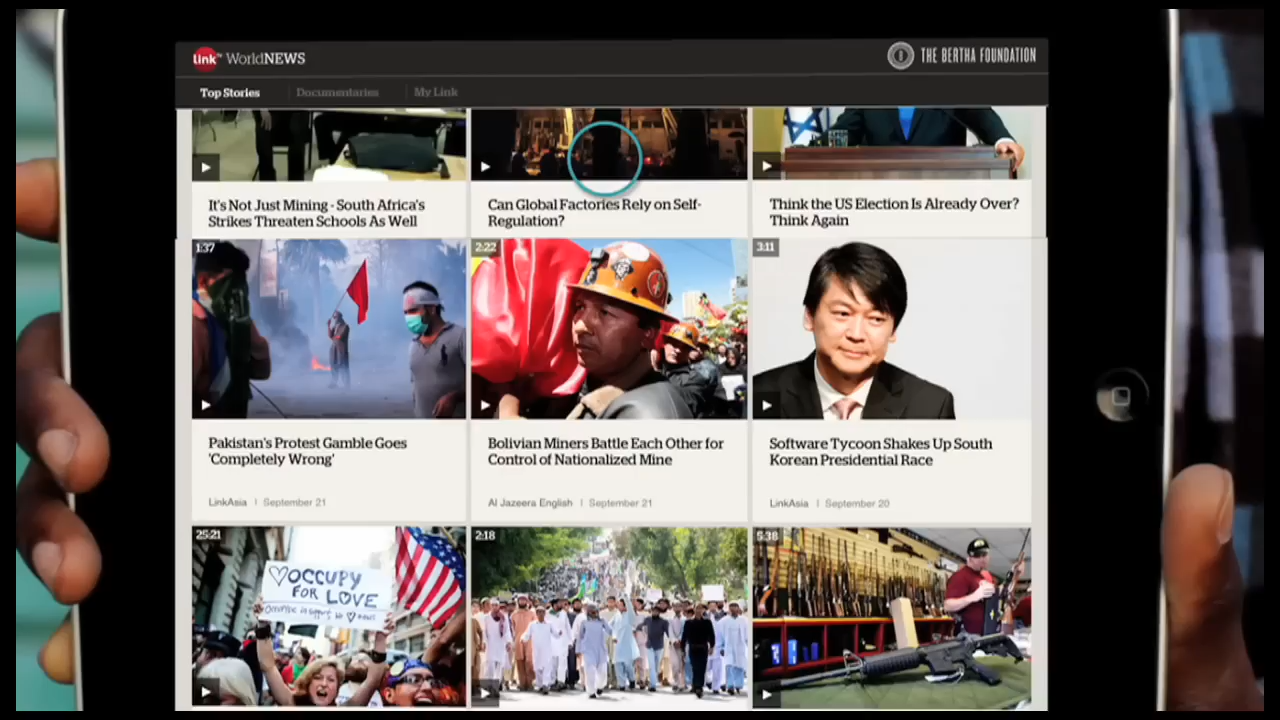 link WorldNEWS
THE BERTHA FOUNDATION
Top Stories
Documentaries
My Link
It's Not Just Mining - South Africa's
Strikes Threaten Schools As Well
Can Global Factories Rely on Self-
Regulation?
Think the US Election Is Already Over?
Think Again
1:37
2:22
3:11
Pakistan's Protest Gamble Goes
'Completely Wrong'
LinkAsia | September 21
Bolivian Miners Battle Each Other for
Control of Nationalized Mine
Al Jazeera English | September 21
Software Tycoon Shakes Up South
Korean Presidential Race
LinkAsia | September 20
25:21
OCCUPY
FOR LOVE
2:18
5:38